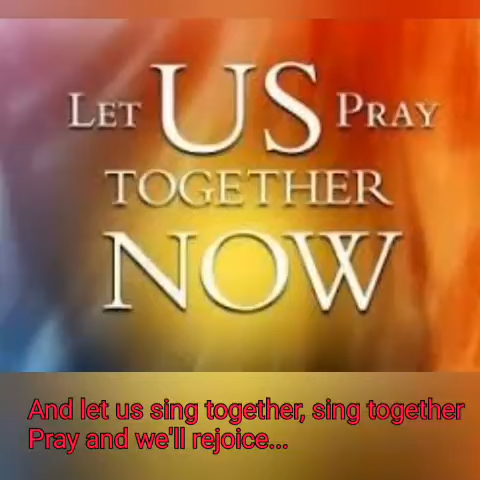 Let US Pray
TOGETHER
NOW
And let us sing together, sing together
Pray and we'll rejoice...